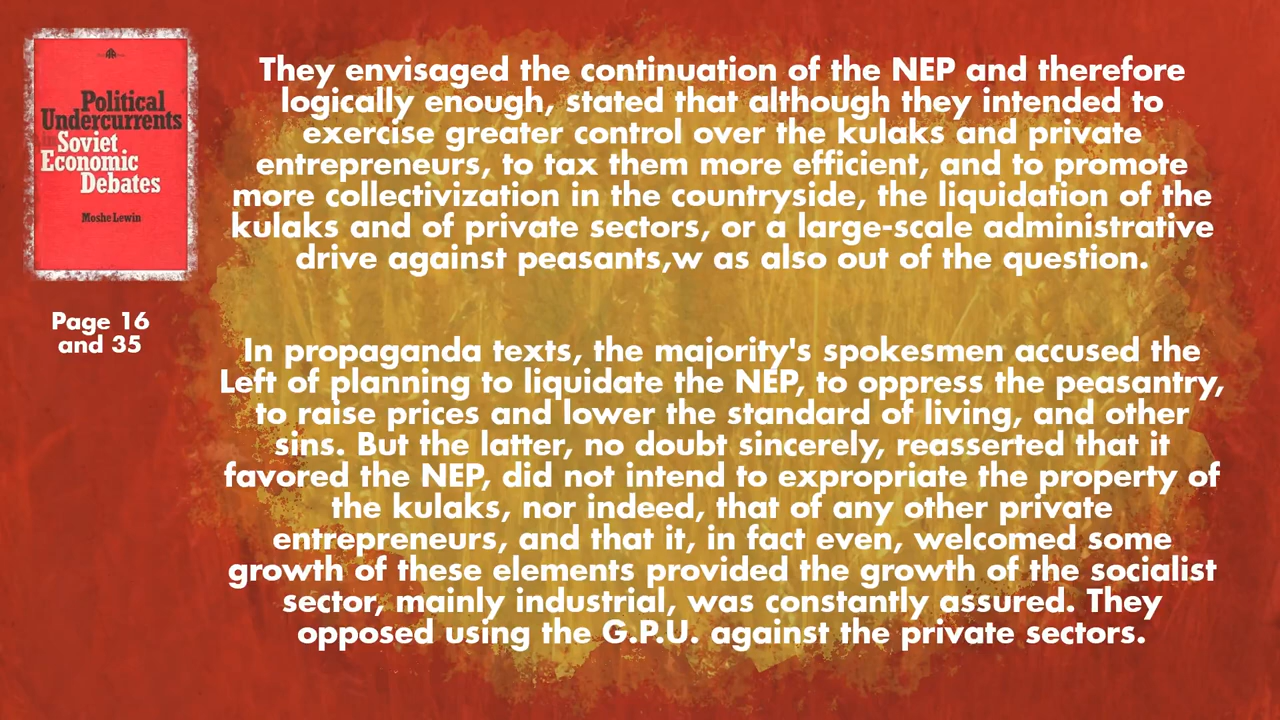 Political
Undercurrents
in Soviet
Economic
Debates
Moshe Lewin
Page 16
and 35
They envisaged the continuation of the NEP and therefore
logically enough, stated that although they intended to
exercise greater control over the kulaks and private
entrepreneurs, to tax them more efficient, and to promote
more collectivization in the countryside, the liquidation of the
kulaks and of private sectors, or a large-scale administrative
drive against peasants,w as also out of the question.
In propaganda texts, the majority's spokesmen accused the
Left of planning to liquidate the NEP, to oppress the peasantry,
to raise prices and lower the standard of living, and other
sins. But the latter, no doubt sincerely, reasserted that it
favored the NEP, did not intend to expropriate the property of
the kulaks, nor indeed, that of any other private
entrepreneurs, and that it, in fact even, welcomed some
growth of these elements provided the growth of the socialist
sector, mainly industrial, was constantly assured. They
opposed using the G.P.U. against the private sectors.